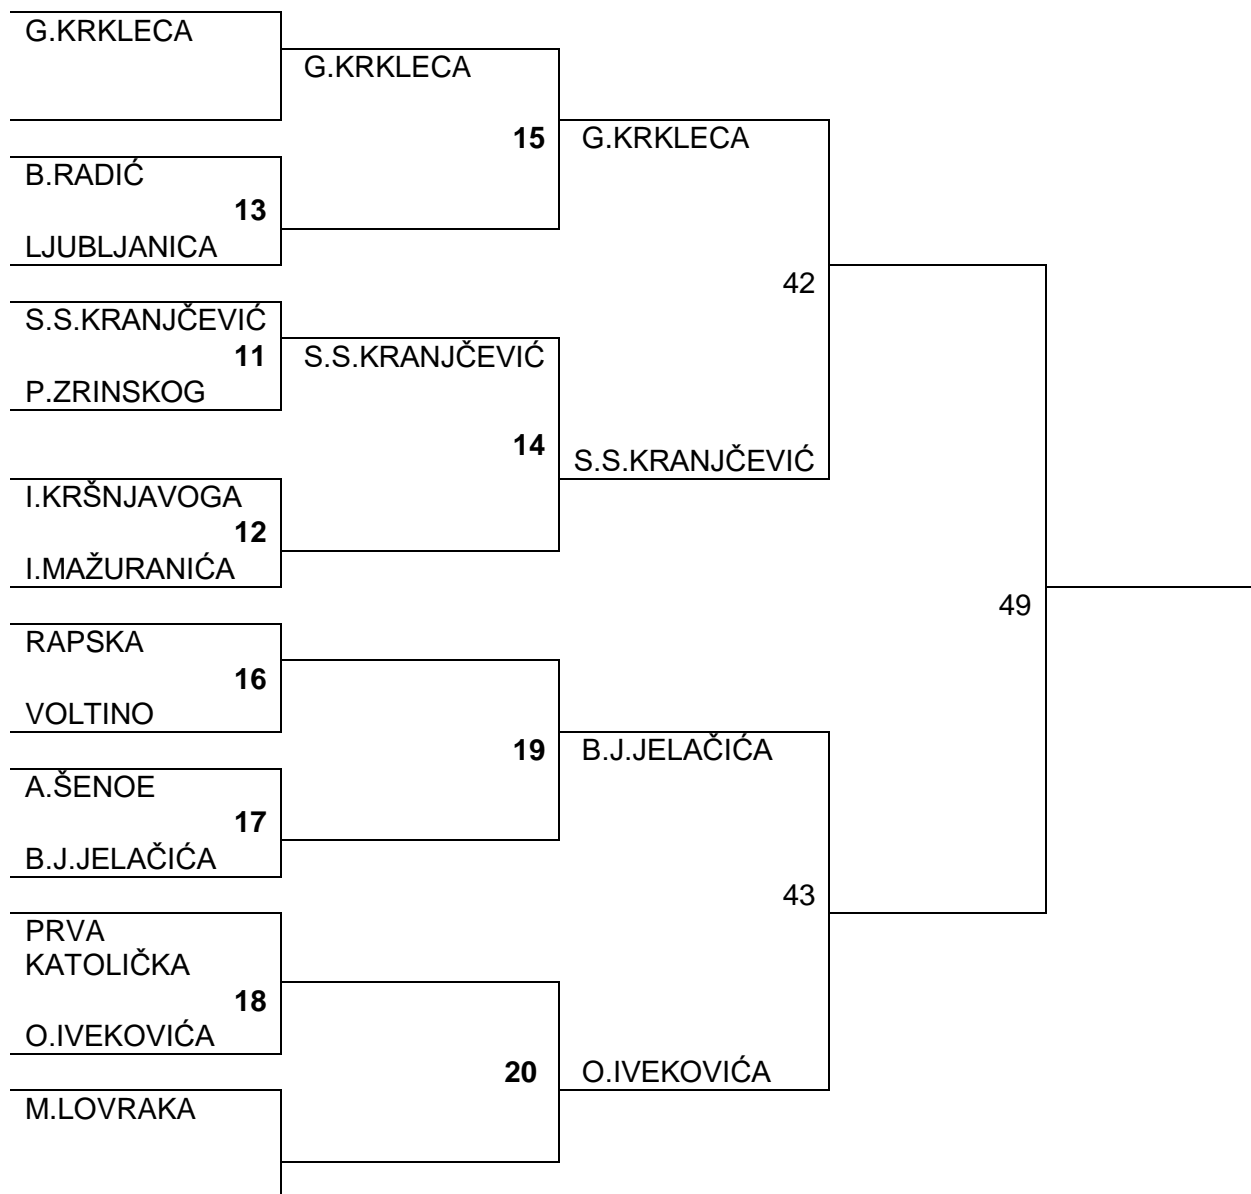 G.KRKLECA
G.KRKLECA
15
G.KRKLECA
B.RADIĆ
13
LJUBLJANICA
42
S.S.KRANJČEVIĆ
11
S.S.KRANJČEVIĆ
P.ZRINSKOG
14
S.S.KRANJČEVIĆ
I.KRŠNJAVOGA
12
I.MAŽURANIĆA
49
RAPSKA
16
VOLTINO
19
B.J.JELAČIĆA
A.ŠENOE
17
B.J.JELAČIĆA
43
PRVA
KATOLIČKA
18
O.IVEKOVIĆA
20
O.IVEKOVIĆA
M.LOVRAKA